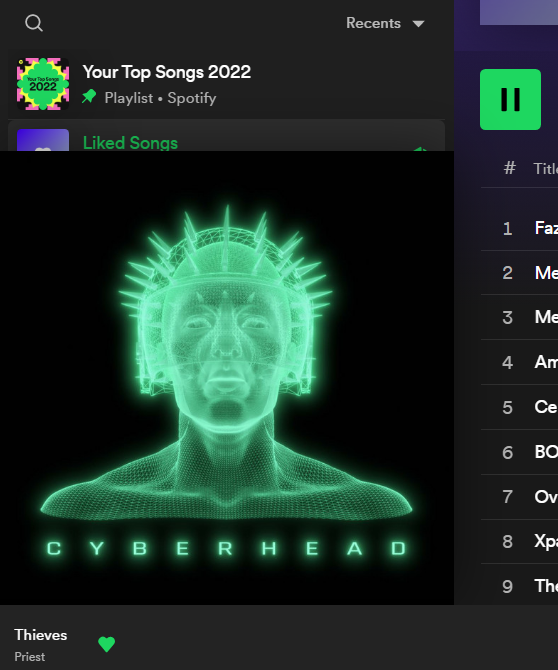 Recents
Your Top Songs 2022
Your Top Songs
2022
Playlist • Spotify
Liked Songs
# Title
1 Faz
2 Me
3 Me
4 Am
5 Ce
6 BO
7 Ov
8 Xpa
9 The
CYBERHEAD
Thieves
Priest